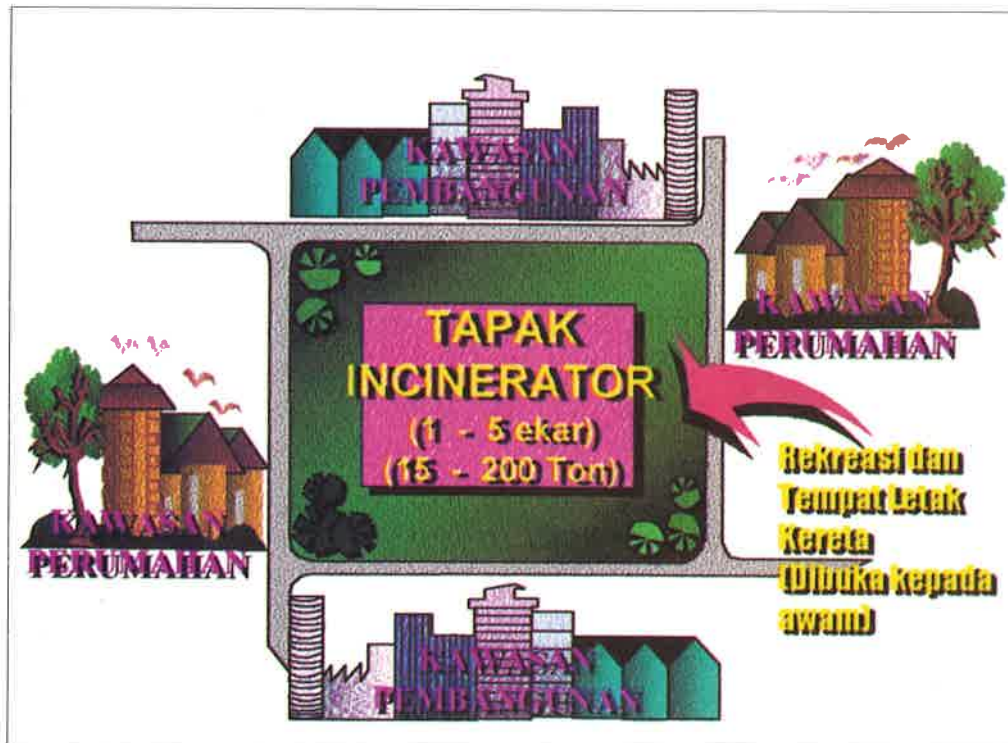 KAWASAN
PEMBANGUNAN
KAWASAN
PERUMAHAN
TAPAK
INCINERATOR
(1 - 5 ekar)
(15 - 200 Ton)
Rekreasi dan
Tempat Letak
Kereta
(Dibuka kepada
awam)
KAWASAN
PERUMAHAN
KAWASAN
PEMBANGUNAN